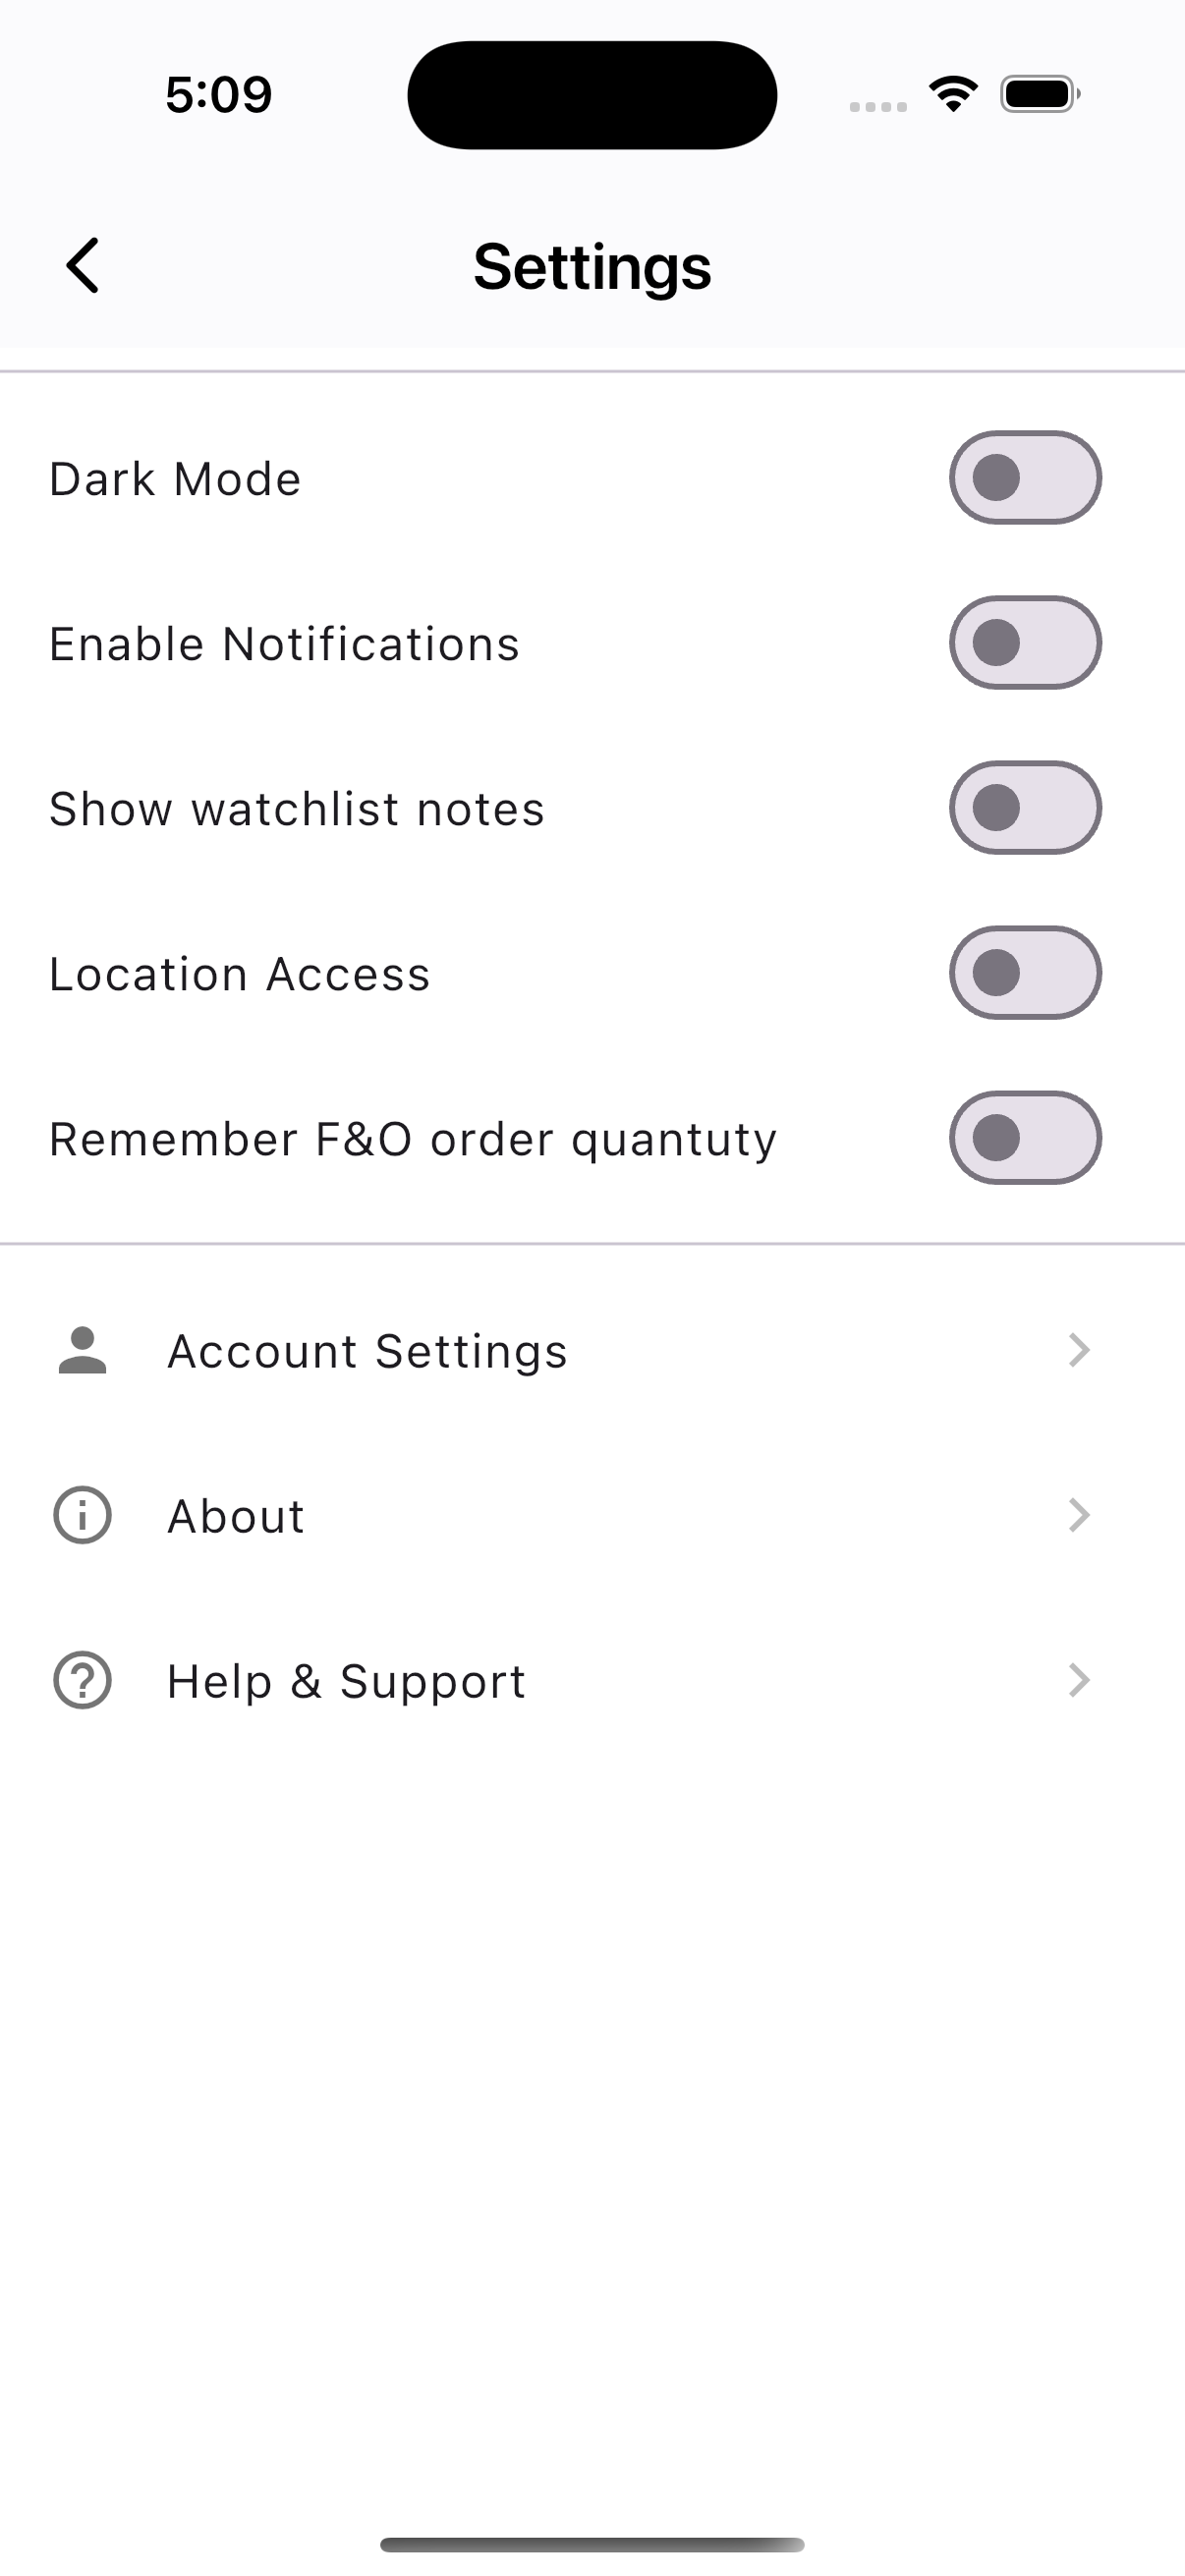 5:09
Settings
Dark Mode
Enable Notifications
Show watchlist notes
Location Access
Remember F&O order quantuty
Account Settings
About
Help & Support